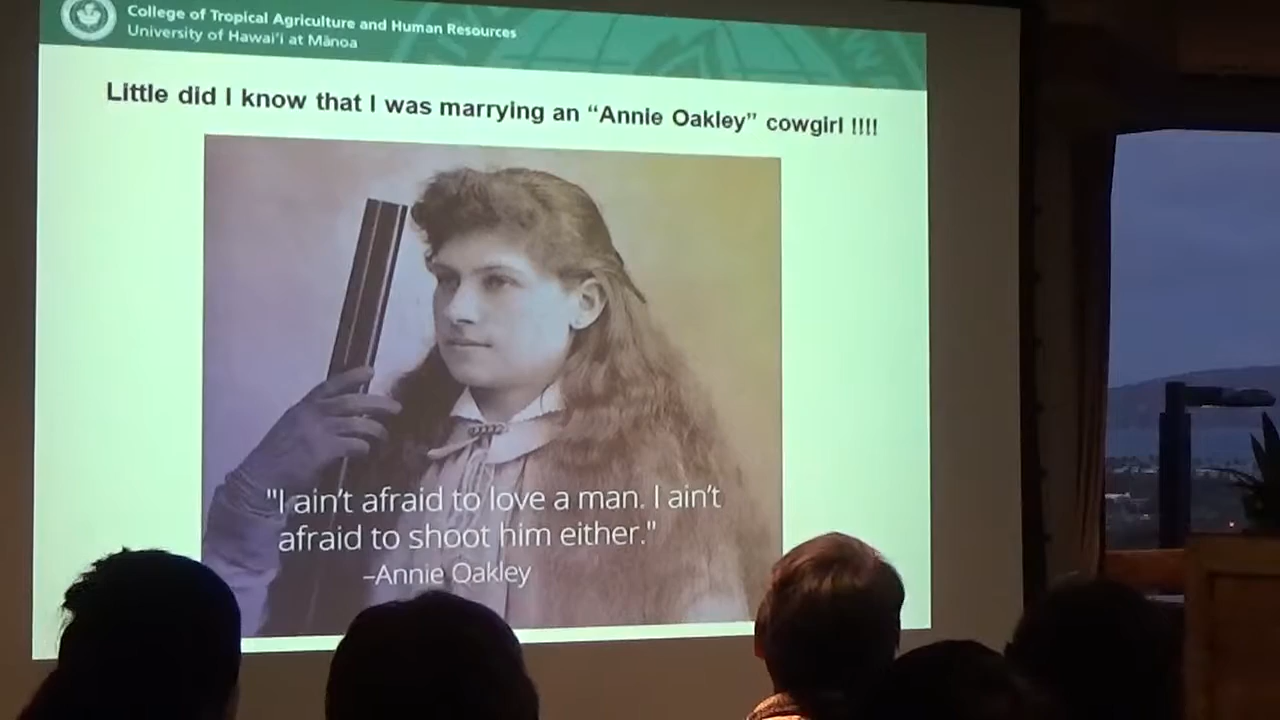 College of Tropical Agriculture and Human Resources
University of Hawai'i at Mānoa
Little did I know that I was marrying an “Annie Oakley” cowgirl !!!!
"I ain't afraid to love a man. I ain't
afraid to shoot him either."
–Annie Oakley